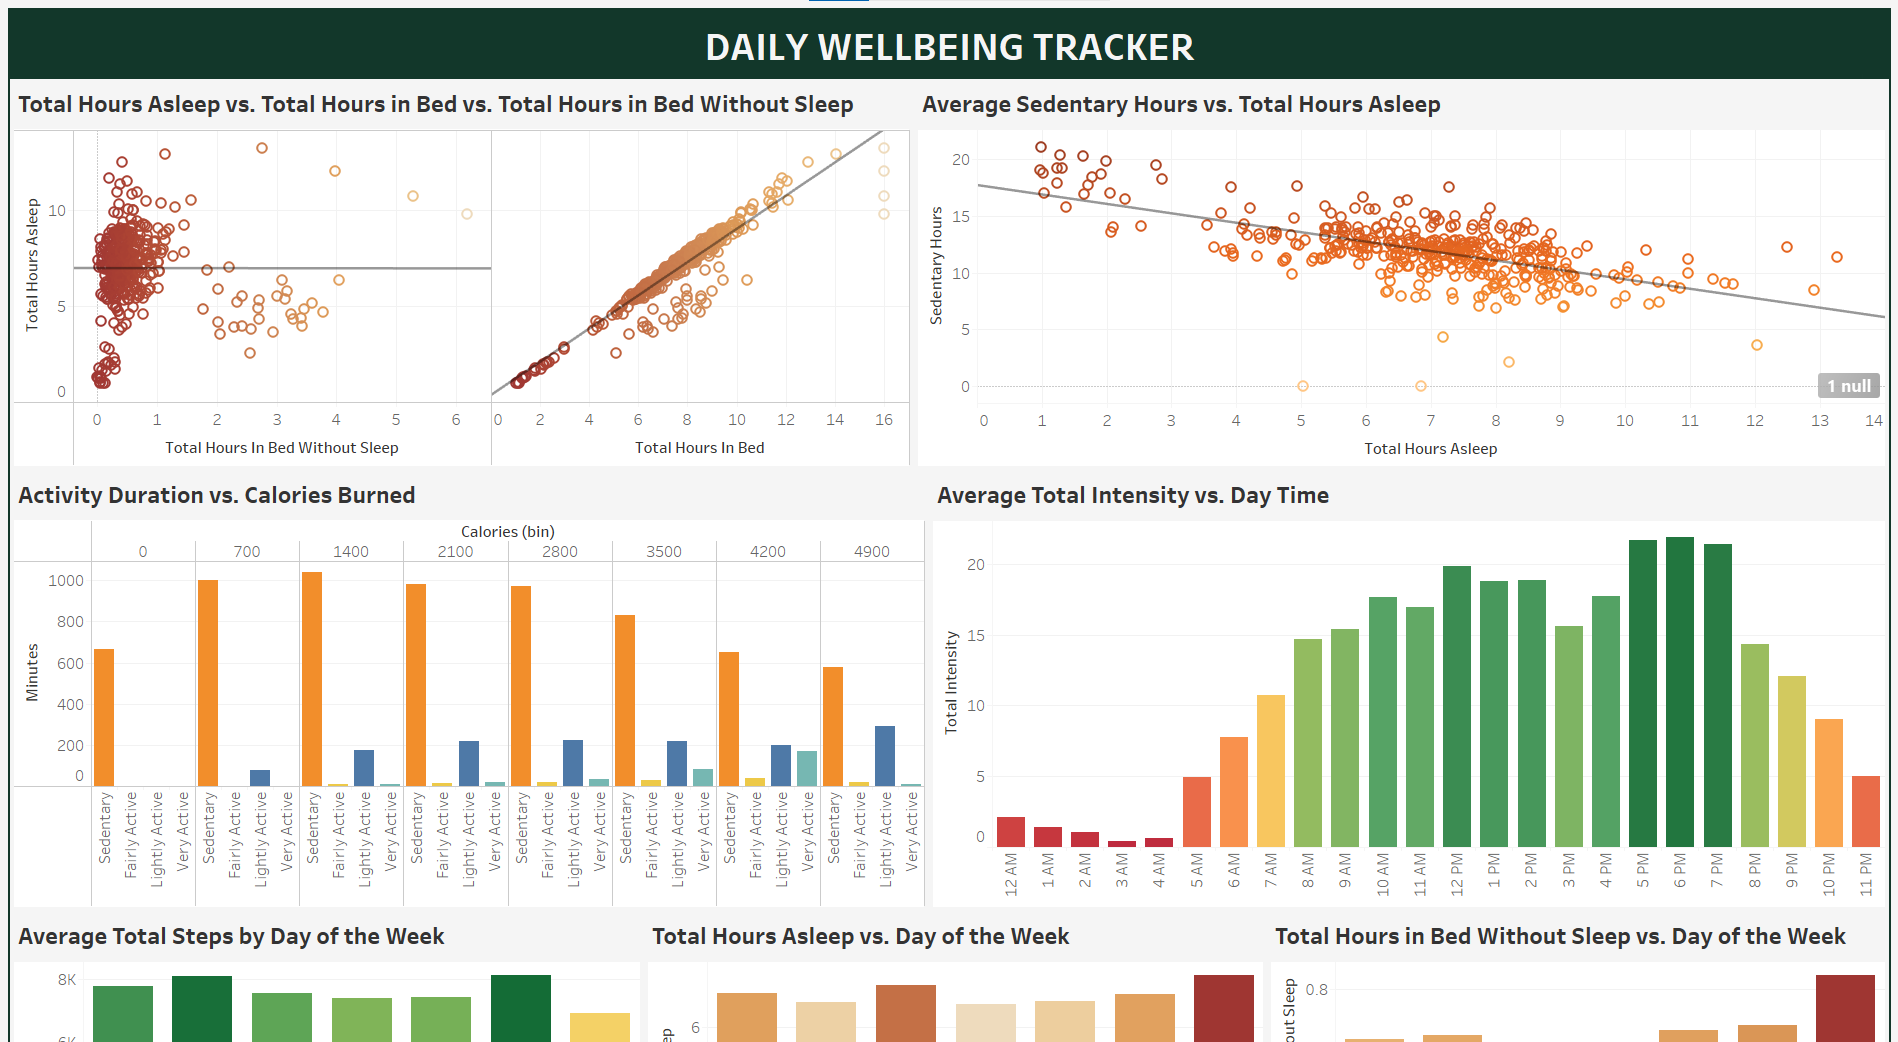 DAILY WELLBEING TRACKER
Total Hours Asleep vs. Total Hours in Bed vs. Total Hours in Bed Without Sleep
Total Hours Asleep
10
5
0
0 1 2 3 4 5 6
Total Hours In Bed Without Sleep
0 2 4 6 8 10 12 14 16
Total Hours In Bed
Average Sedentary Hours vs. Total Hours Asleep
Sedentary Hours
20
15
10
5
0
1 null
0 1 2 3 4 5 6 7 8 9 10 11 12 13 14
Total Hours Asleep
Activity Duration vs. Calories Burned
Calories (bin)
0 700 1400 2100 2800 3500 4200 4900
Minutes
1000
800
600
400
200
0
Sedentary Fairly Active Lightly Active Very Active Sedentary Fairly Active Lightly Active Very Active Sedentary Fairly Active Lightly Active Very Active Sedentary Fairly Active Lightly Active Very Active Sedentary Fairly Active Lightly Active Very Active Sedentary Fairly Active Lightly Active Very Active Sedentary Fairly Active Lightly Active Very Active Sedentary Fairly Active Lightly Active Very Active
Average Total Intensity vs. Day Time
Total Intensity
20
15
10
5
0
12 AM 1 AM 2 AM 3 AM 4 AM 5 AM 6 AM 7 AM 8 AM 9 AM 10 AM 11 AM 12 PM 1 PM 2 PM 3 PM 4 PM 5 PM 6 PM 7 PM 8 PM 9 PM 10 PM 11 PM
Average Total Steps by Day of the Week
8K
6K
Total Hours Asleep vs. Day of the Week
6
Total Hours in Bed Without Sleep vs. Day of the Week
out Sleep
0.8